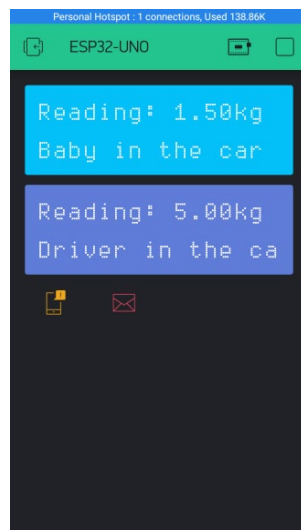 Personal Hotspot : 1 connections, Used 138.86K
ESP32-UNO
Reading: 1.50kg
Baby in the car
Reading: 5.00kg
Driver in the ca